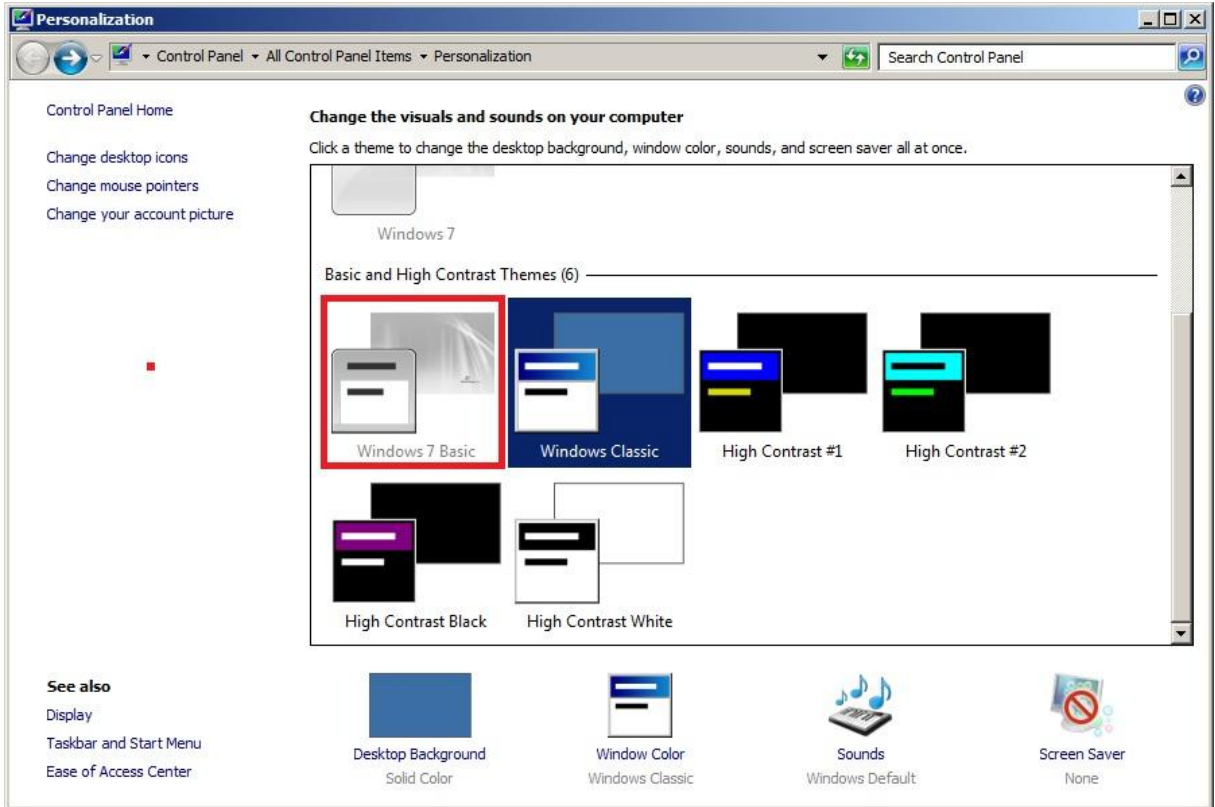 Personalization
Control Panel All Control Panel Items Personalization Search Control Panel
Control Panel Home
Change desktop icons
Change mouse pointers
Change your account picture
Change the visuals and sounds on your computer
Click a theme to change the desktop background, window color, sounds, and screen saver all at once.
Windows 7
Basic and High Contrast Themes (6)
Windows 7 Basic Windows Classic High Contrast #1 High Contrast #2
High Contrast Black High Contrast White
See also
Display
Taskbar and Start Menu
Ease of Access Center
Desktop Background Window Color Sounds Screen Saver
Solid Color Windows Classic Windows Default None